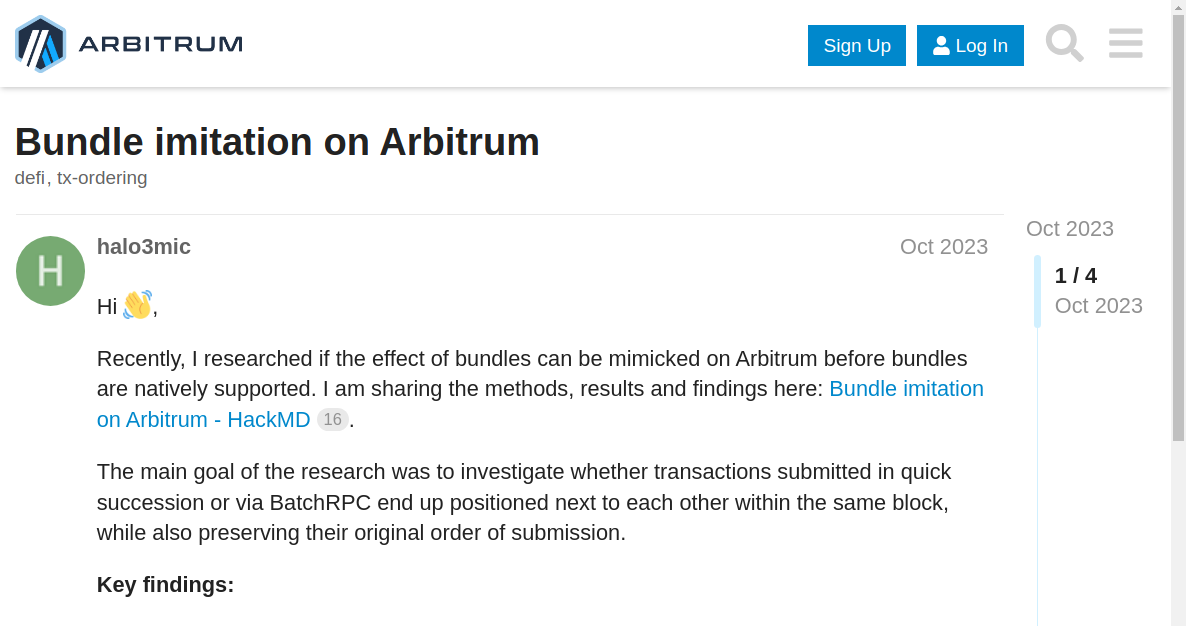 ARBITRUM
Sign Up
Log In
Bundle imitation on Arbitrum
defi, tx-ordering
H
halo3mic
Oct 2023
Hi 👋,
Recently, I researched if the effect of bundles can be mimicked on Arbitrum before bundles
are natively supported. I am sharing the methods, results and findings here: Bundle imitation
on Arbitrum - HackMD 16.
The main goal of the research was to investigate whether transactions submitted in quick
succession or via BatchRPC end up positioned next to each other within the same block,
while also preserving their original order of submission.
Key findings:
Oct 2023
1 / 4
Oct 2023